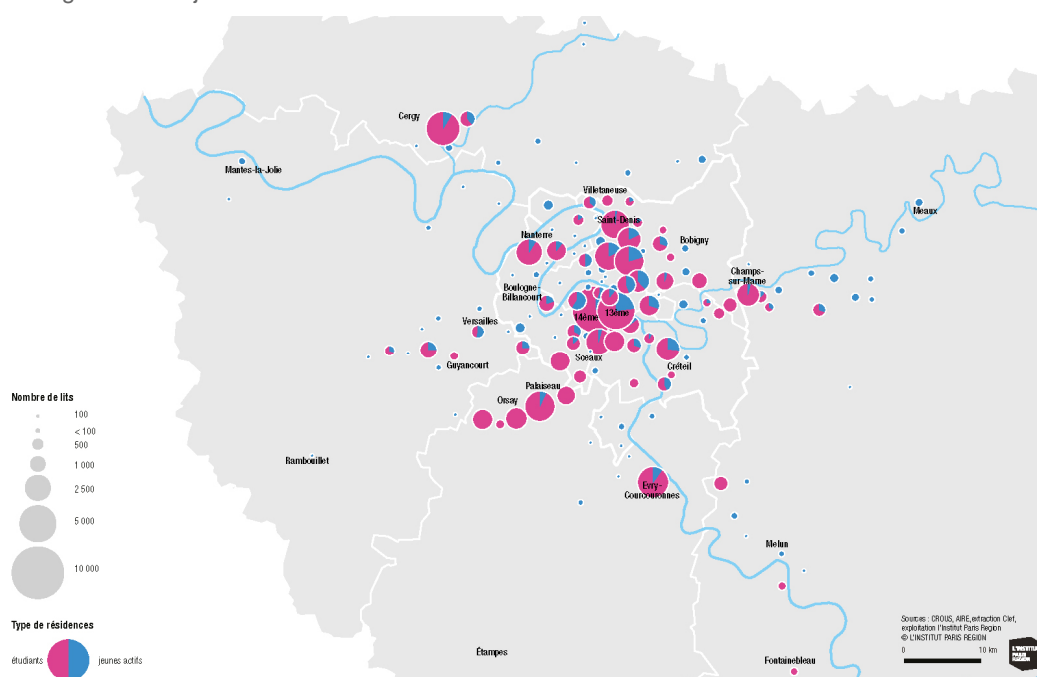 Cergy
Mantes-la-Jolie
Villetaneuse
Saint-Denis
Meaux
Nanterre
Bobigny
Champs-
sur-Marne
Boulogne-
Billancourt
14ème
13ème
Versailles
Guyancourt
Sceaux
Créteil
Palaiseau
Orsay
Nombre de lits
100
< 100
500
1 000
2 500
5 000
10 000
Rambouillet
Evry-
Courcouronnes
Melun
Type de résidences
étudiants
jeunes actifs
Étampes
Fontainebleau
Sources : CROUS, AIRE, extraction Clef,
exploitation l'Institut Paris Region
© L'INSTITUT PARIS REGION
0 10 km
L'INSTITUT
PARIS
REGION